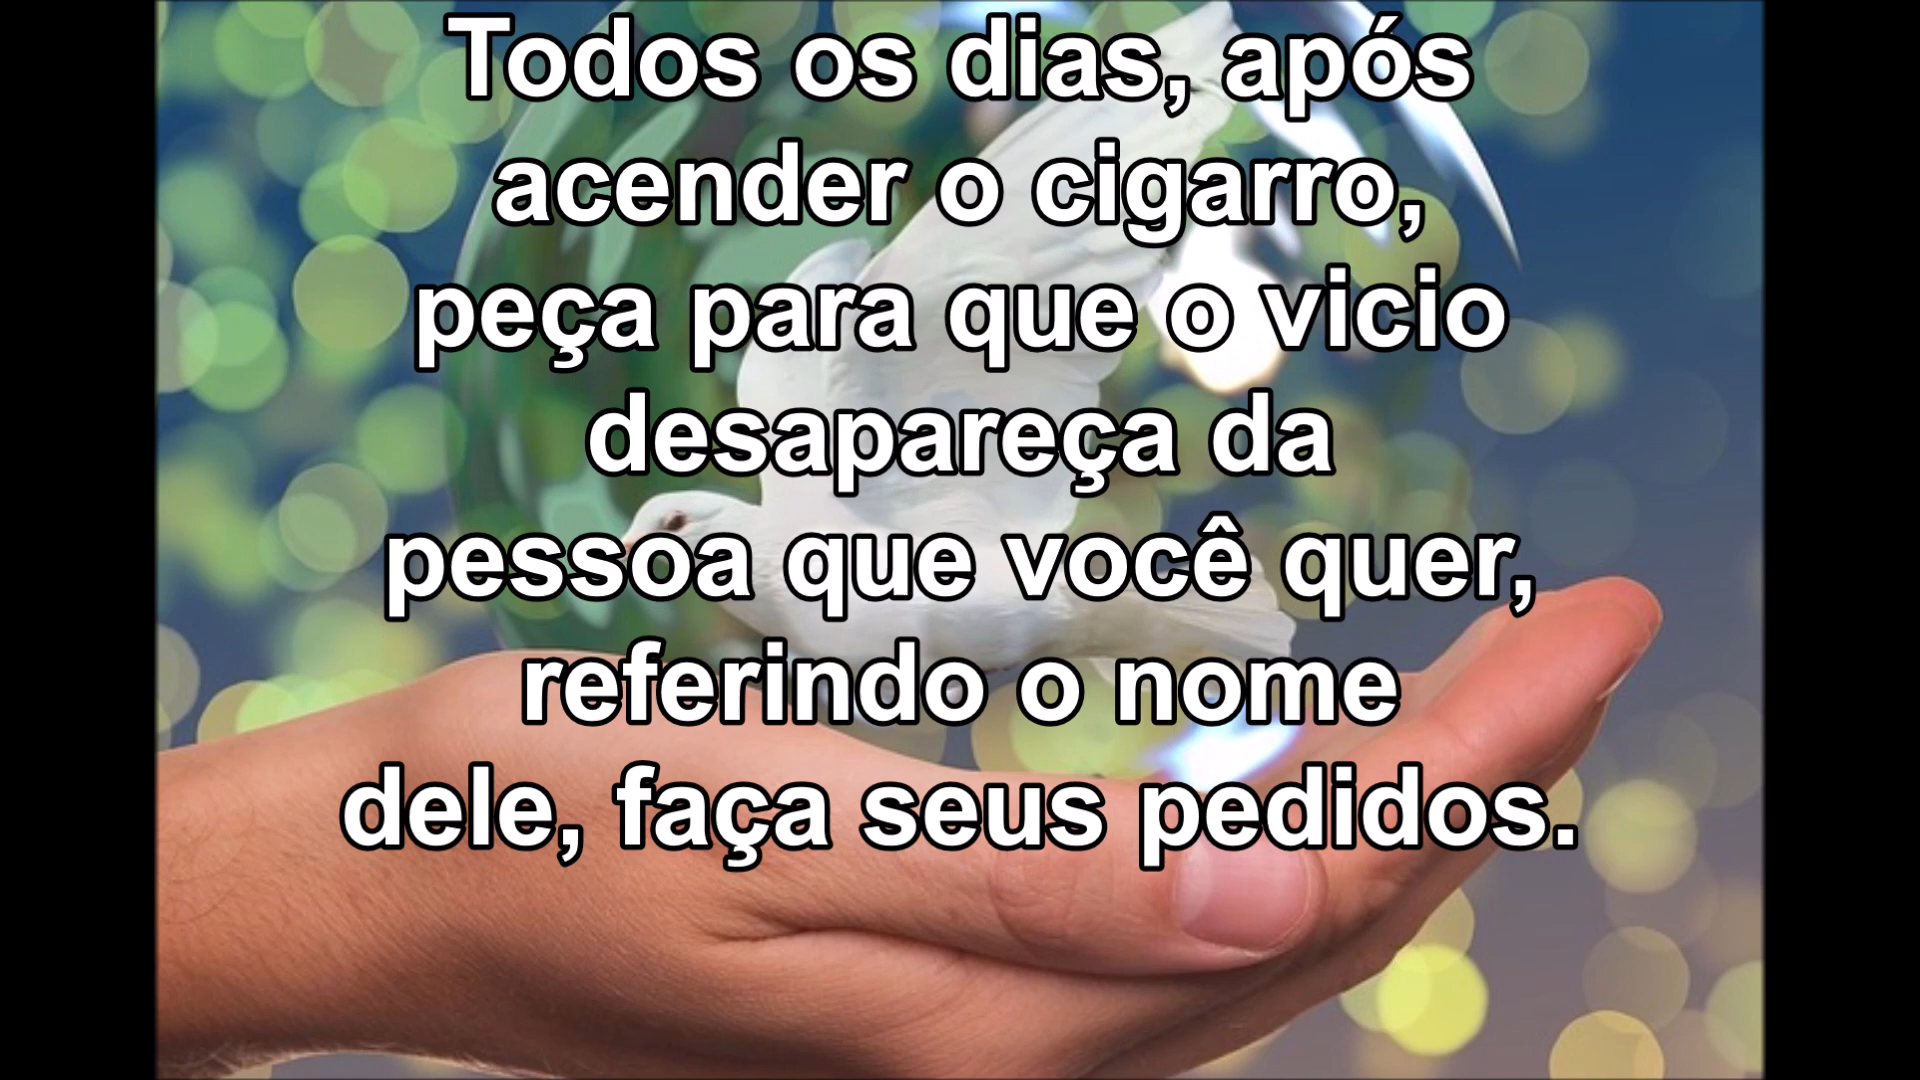 Todos os dias, após
acender o cigarro,
peça para que o vicio
desapareça da
pessoa que você quer,
referindo o nome
dele, faça seus pedidos.